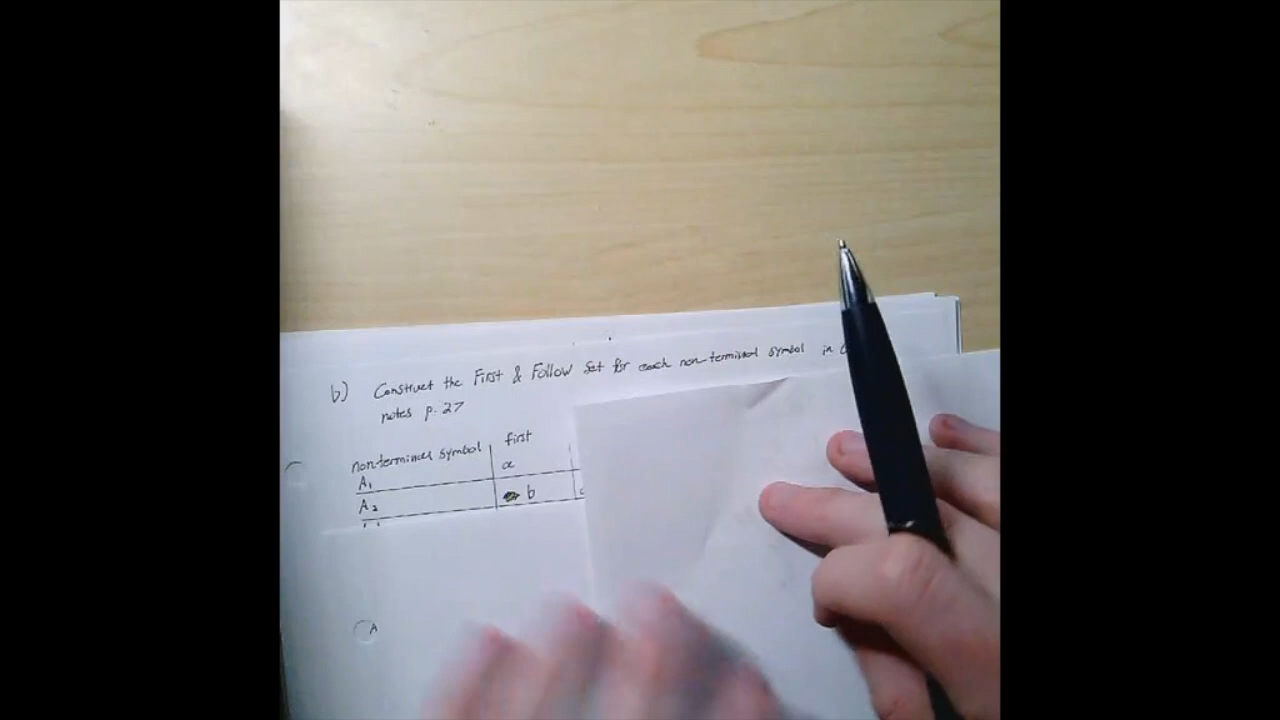 b) Construct the First & Follow Set for each non-terminal symbol in
notes p. 27
non-terminal symbol first
A₁ a
A₂ b
A